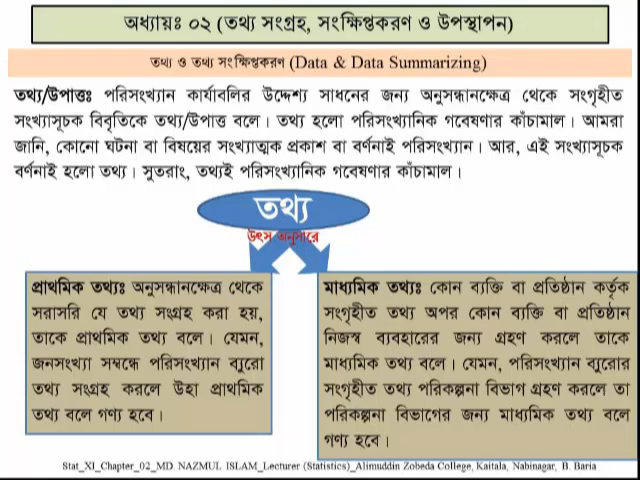 অধ্যায়ঃ ০২ (তথ্য সংগ্রহ, সংক্ষিপ্তকরণ ও উপস্থাপন)
তথ্য ও তথ্য সংক্ষিপ্তকরণ (Data & Data Summarizing)
তথ্য/উপাত্তঃ পরিসংখ্যান কার্যাবলির উদ্দেশ্য সাধনের জন্য অনুসন্ধানক্ষেত্র থেকে সংগৃহীত
সংখ্যাসূচক বিবৃতিকে তথ্য/উপাত্ত বলে। তথ্য হলো পরিসংখ্যানিক গবেষণার কাঁচামাল। আমরা
জানি, কোনো ঘটনা বা বিষয়ের সংখ্যাত্মক প্রকাশ বা বর্ণনাই পরিসংখ্যান। আর, এই সংখ্যাসূচক
বর্ণনাই হলো তথ্য। সুতরাং, তথ্যই পরিসংখ্যানিক গবেষণার কাঁচামাল।
তথ্য
উৎস অনুসারে
প্রাথমিক তথ্যঃ অনুসন্ধানক্ষেত্র থেকে
সরাসরি যে তথ্য সংগ্রহ করা হয়,
তাকে প্রাথমিক তথ্য বলে। যেমন,
জনসংখ্যা সম্বন্ধে পরিসংখ্যান ব্যুরো
তথ্য সংগ্রহ করলে উহা প্রাথমিক
তথ্য বলে গণ্য হবে।
মাধ্যমিক তথ্যঃ কোন ব্যক্তি বা প্রতিষ্ঠান কর্তৃক
সংগৃহীত তথ্য অপর কোন ব্যক্তি বা প্রতিষ্ঠান
নিজস্ব ব্যবহারের জন্য গ্রহণ করলে তাকে
মাধ্যমিক তথ্য বলে। যেমন, পরিসংখ্যান ব্যুরোর
সংগৃহীত তথ্য পরিকল্পনা বিভাগ গ্রহণ করলে তা
পরিকল্পনা বিভাগের জন্য মাধ্যমিক তথ্য বলে
গণ্য হবে।
Stat_XI_Chapter_02_MD. NAZMUL ISLAM_Lecturer (Statistics)_Alimuddin Zobeda College, Kaitala, Nabinagar, B. Baria